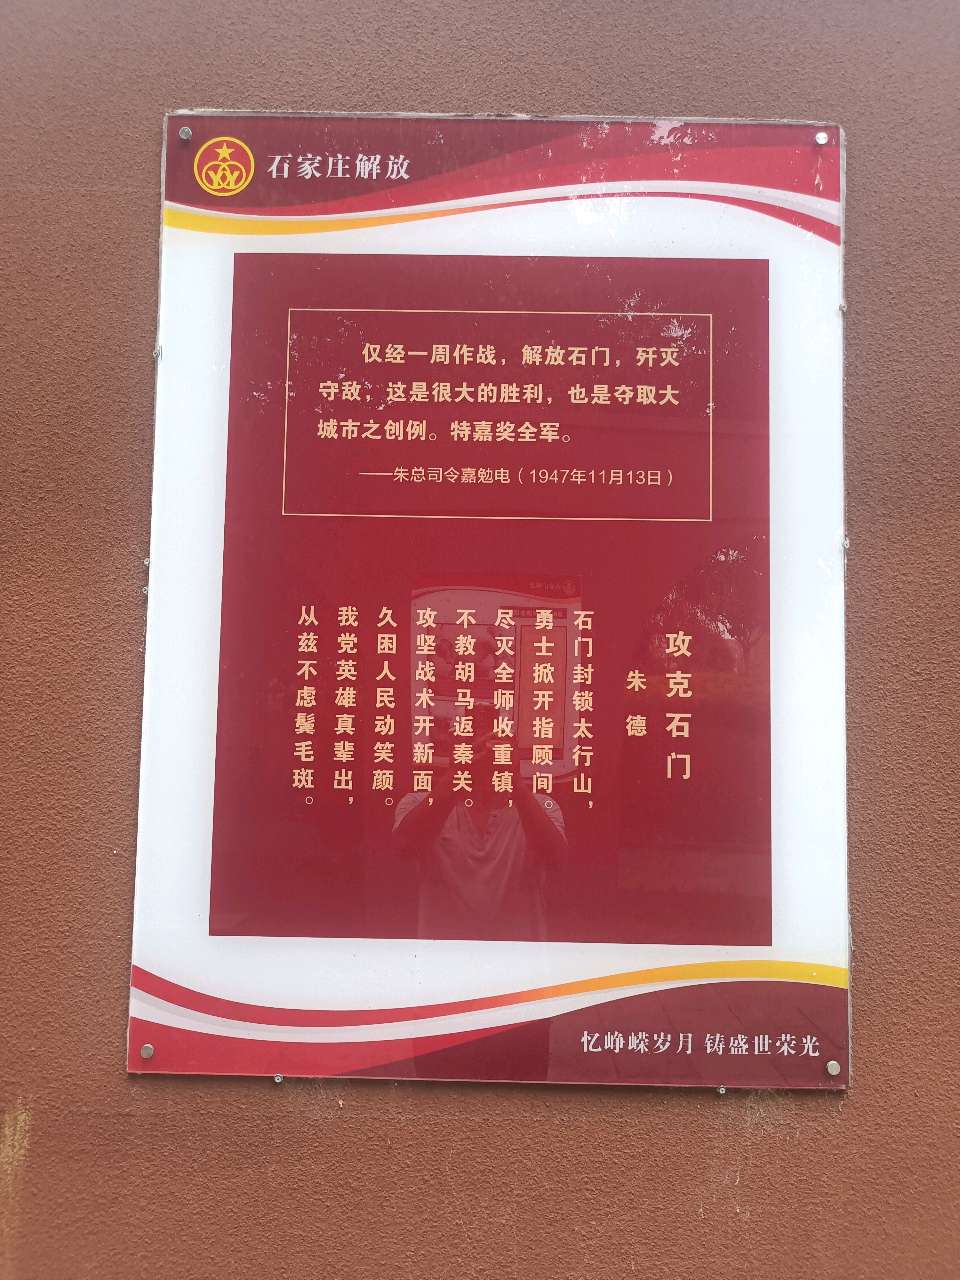 石家庄解放
仅经一周作战，解放石门，歼灭
守敌，这是很大的胜利，也是夺取大
城市之创例。特嘉奖全军。
——朱总司令嘉勉电（1947年11月13日）
攻克石门
朱德
石门封锁太行山，
勇士掀开指顾间。
尽灭全师收重镇，
不教胡马返秦关。
攻坚战术开新面，
久困人民动笑颜。
我党英雄真辈出，
从兹不虑鬓毛斑。
忆峥嵘岁月 铸盛世荣光